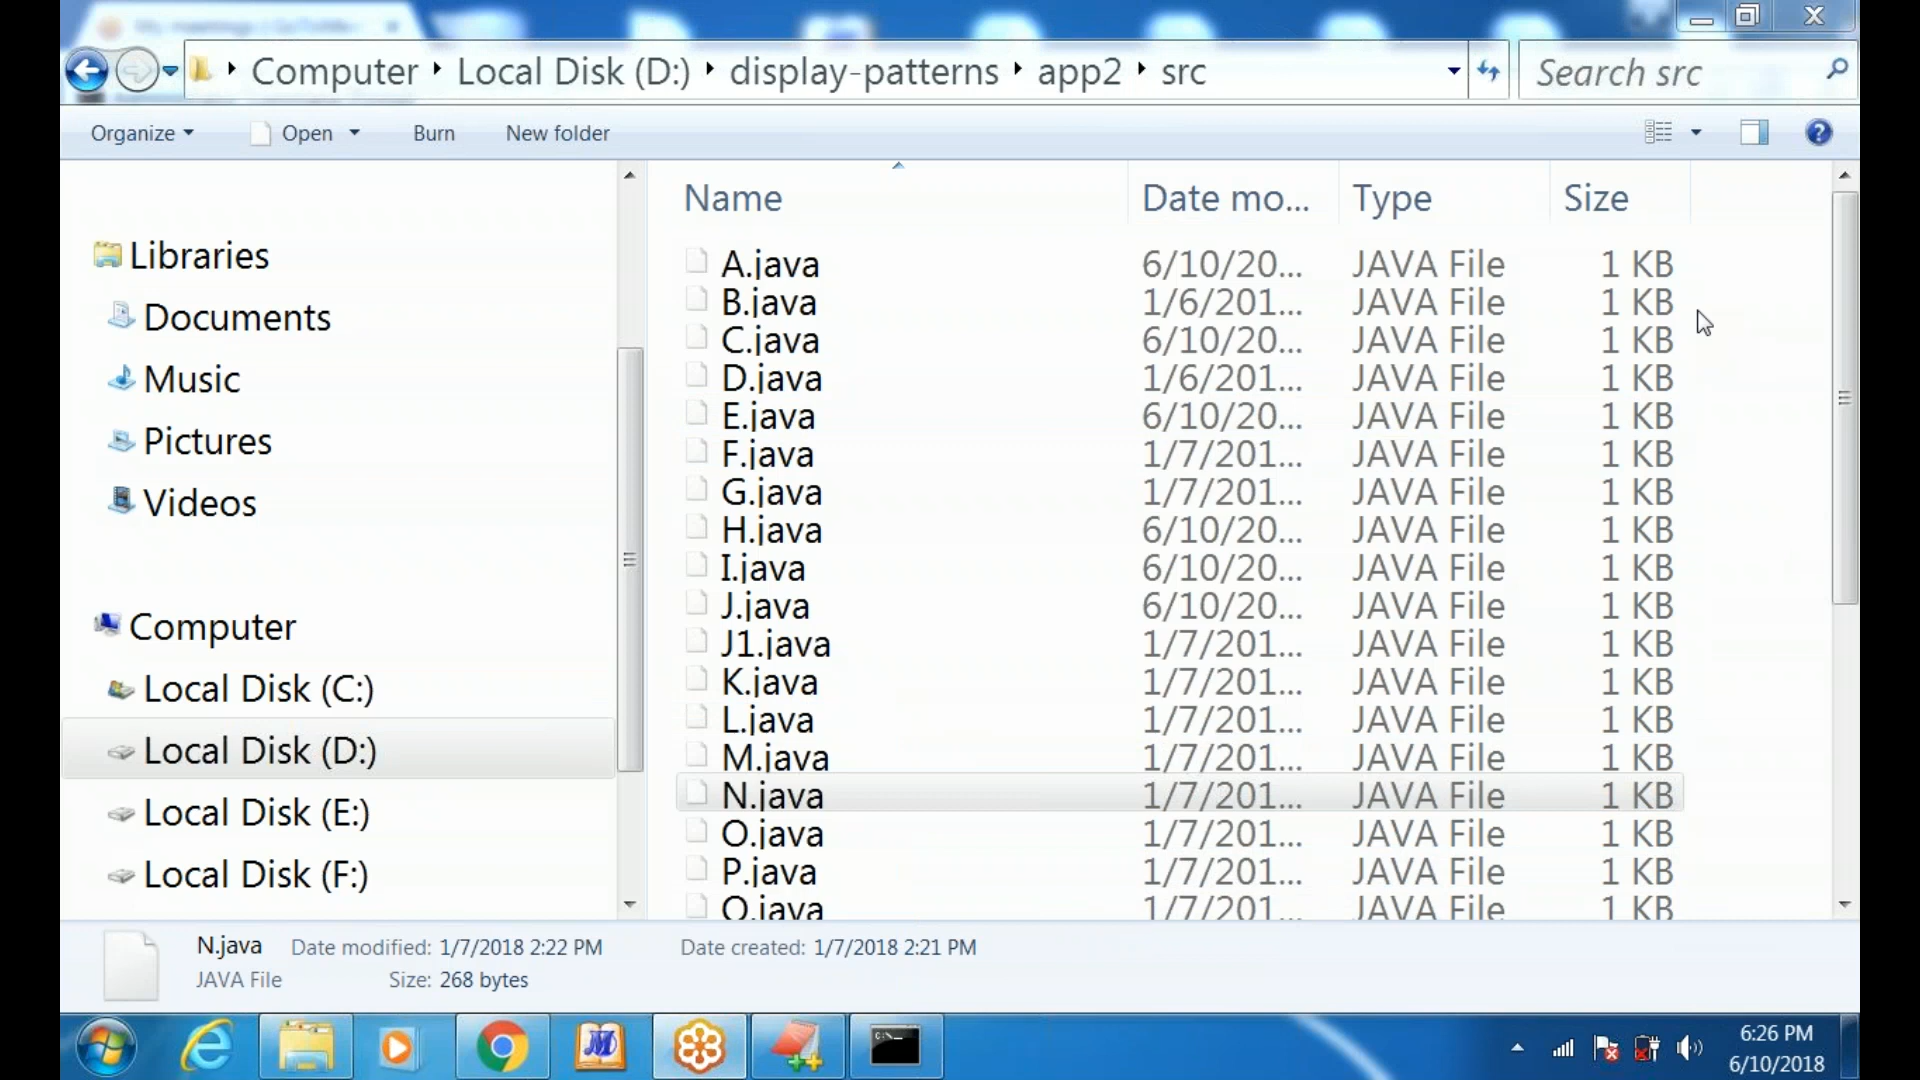 Computer Local Disk (D:) display-patterns app2 src
Search src
Organize Open Burn New folder
Name Date mo... Type Size
Libraries
Documents
Music
Pictures
Videos
Computer
Local Disk (C:)
Local Disk (D:)
Local Disk (E:)
Local Disk (F:)
A.java 6/10/20... JAVA File 1 KB
B.java 1/6/201... JAVA File 1 KB
C.java 6/10/20... JAVA File 1 KB
D.java 1/6/201... JAVA File 1 KB
E.java 6/10/20... JAVA File 1 KB
F.java 1/7/201... JAVA File 1 KB
G.java 1/7/201... JAVA File 1 KB
H.java 6/10/20... JAVA File 1 KB
I.java 6/10/20... JAVA File 1 KB
J.java 6/10/20... JAVA File 1 KB
J1.java 1/7/201... JAVA File 1 KB
K.java 1/7/201... JAVA File 1 KB
L.java 1/7/201... JAVA File 1 KB
M.java 1/7/201... JAVA File 1 KB
N.java 1/7/201... JAVA File 1 KB
O.java 1/7/201... JAVA File 1 KB
P.java 1/7/201... JAVA File 1 KB
Q.java 1/7/201... JAVA File 1 KB
N.java Date modified: 1/7/2018 2:22 PM Date created: 1/7/2018 2:21 PM
JAVA File Size: 268 bytes
6:26 PM
6/10/2018